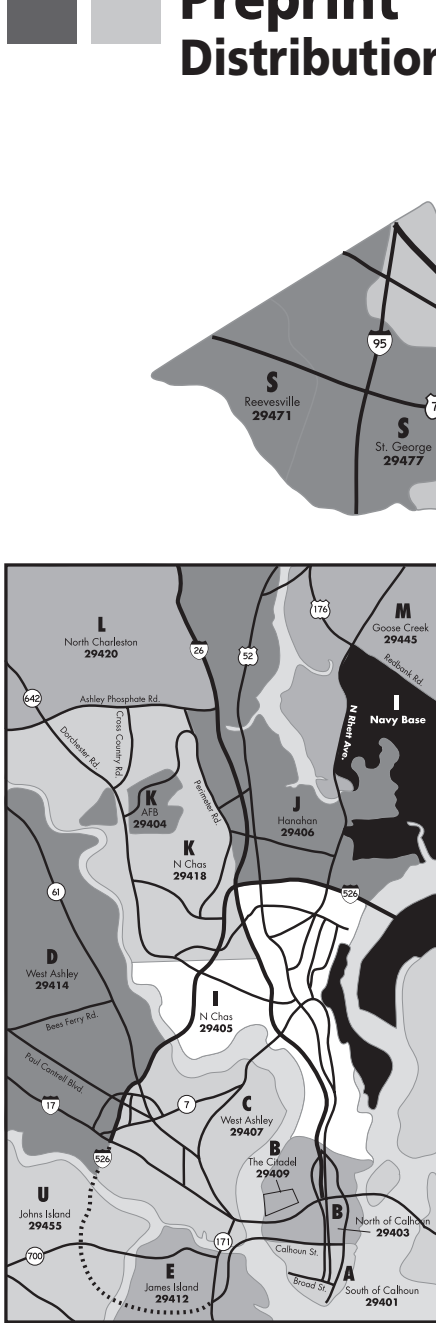 Preprint
Distribution
95
S
Reevesville
29471
S
St. George
29477
L
North Charleston
29420
26
52
176
M
Goose Creek
29445
Redbank Rd.
642
Ashley Phosphate Rd.
Cross Country Rd.
Dorchester Rd.
N Rhett Ave.
I
Navy Base
K
AFB
29404
Perimeter Rd.
J
Hanahan
29406
K
N Chas
29418
61
526
D
West Ashley
29414
I
N Chas
29405
Bees Ferry Rd.
Paul Cantrell Blvd.
17
7
C
West Ashley
29407
B
The Citadel
29409
526
U
Johns Island
29455
B
North of Calhoun
29403
700
171
Calhoun St.
E
James Island
29412
Broad St.
A
South of Calhoun
29401